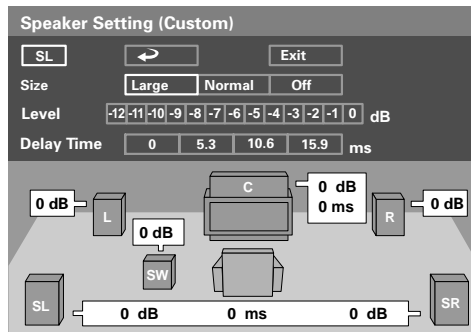 Speaker Setting (Custom)
SL Exit
Size Large Normal Off
Level -12 -11 -10 -9 -8 -7 -6 -5 -4 -3 -2 -1 0 dB
Delay Time 0 5.3 10.6 15.9 ms
C 0 dB
0 dB L 0 ms R 0 dB
0 dB
SW
SL 0 dB 0 ms 0 dB SR